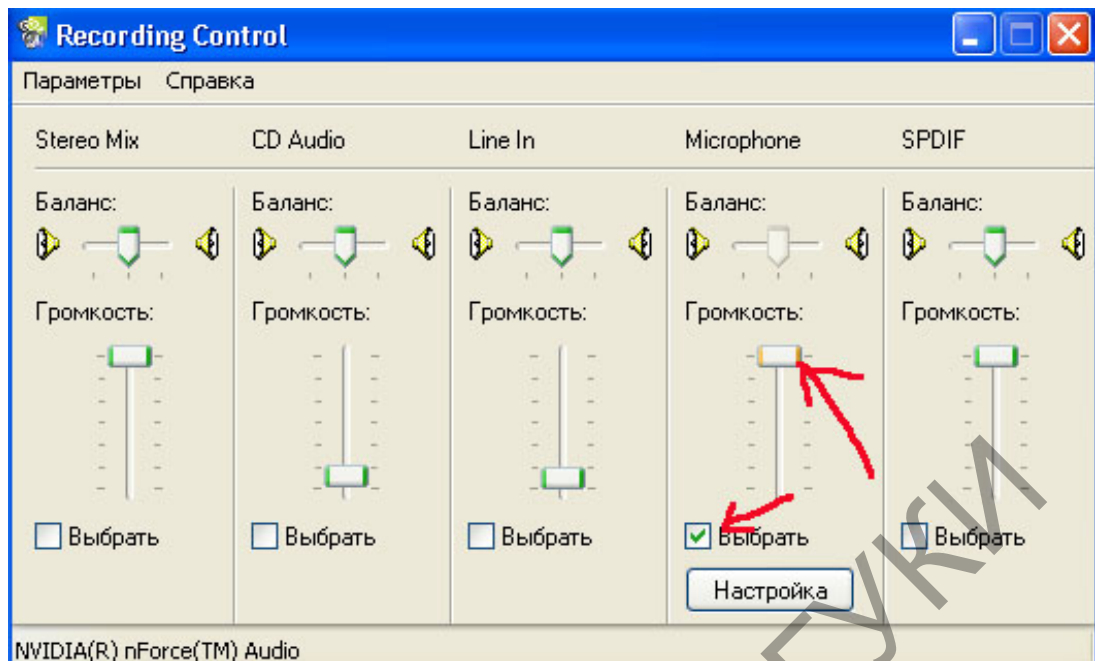 Recording Control
Параметры Справка
Stereo Mix CD Audio Line In Microphone SPDIF
Баланс: Баланс: Баланс: Баланс: Баланс:
Громкость: Громкость: Громкость: Громкость: Громкость:
Выбрать Выбрать Выбрать Выбрать Выбрать
Настройка
NVIDIA(R) nForce(TM) Audio